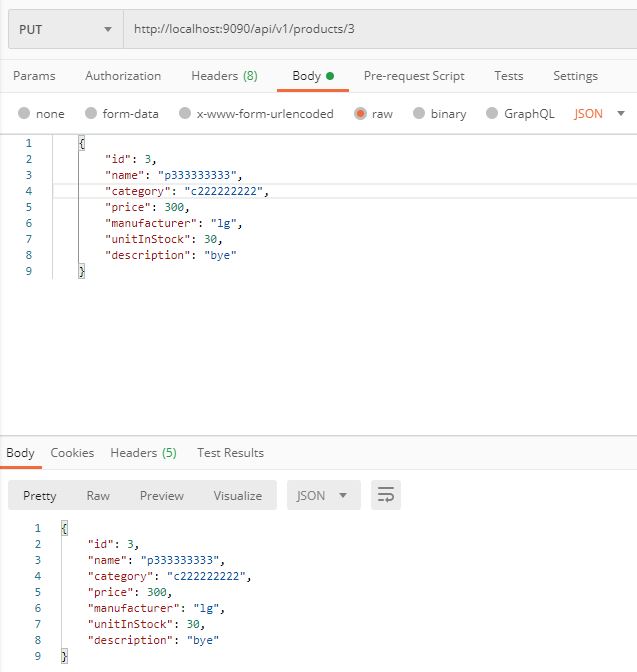 PUT http://localhost:9090/api/v1/products/3
Params Authorization Headers (8) Body Pre-request Script Tests Settings
none form-data x-www-form-urlencoded raw binary GraphQL JSON
1 {
2 "id": 3,
3 "name": "p333333333",
4 "category": "c222222222",
5 "price": 300,
6 "manufacturer": "lg",
7 "unitInStock": 30,
8 "description": "bye"
9 }
Body Cookies Headers (5) Test Results
Pretty Raw Preview Visualize JSON
1 {
2 "id": 3,
3 "name": "p333333333",
4 "category": "c222222222",
5 "price": 300,
6 "manufacturer": "lg",
7 "unitInStock": 30,
8 "description": "bye"
9 }